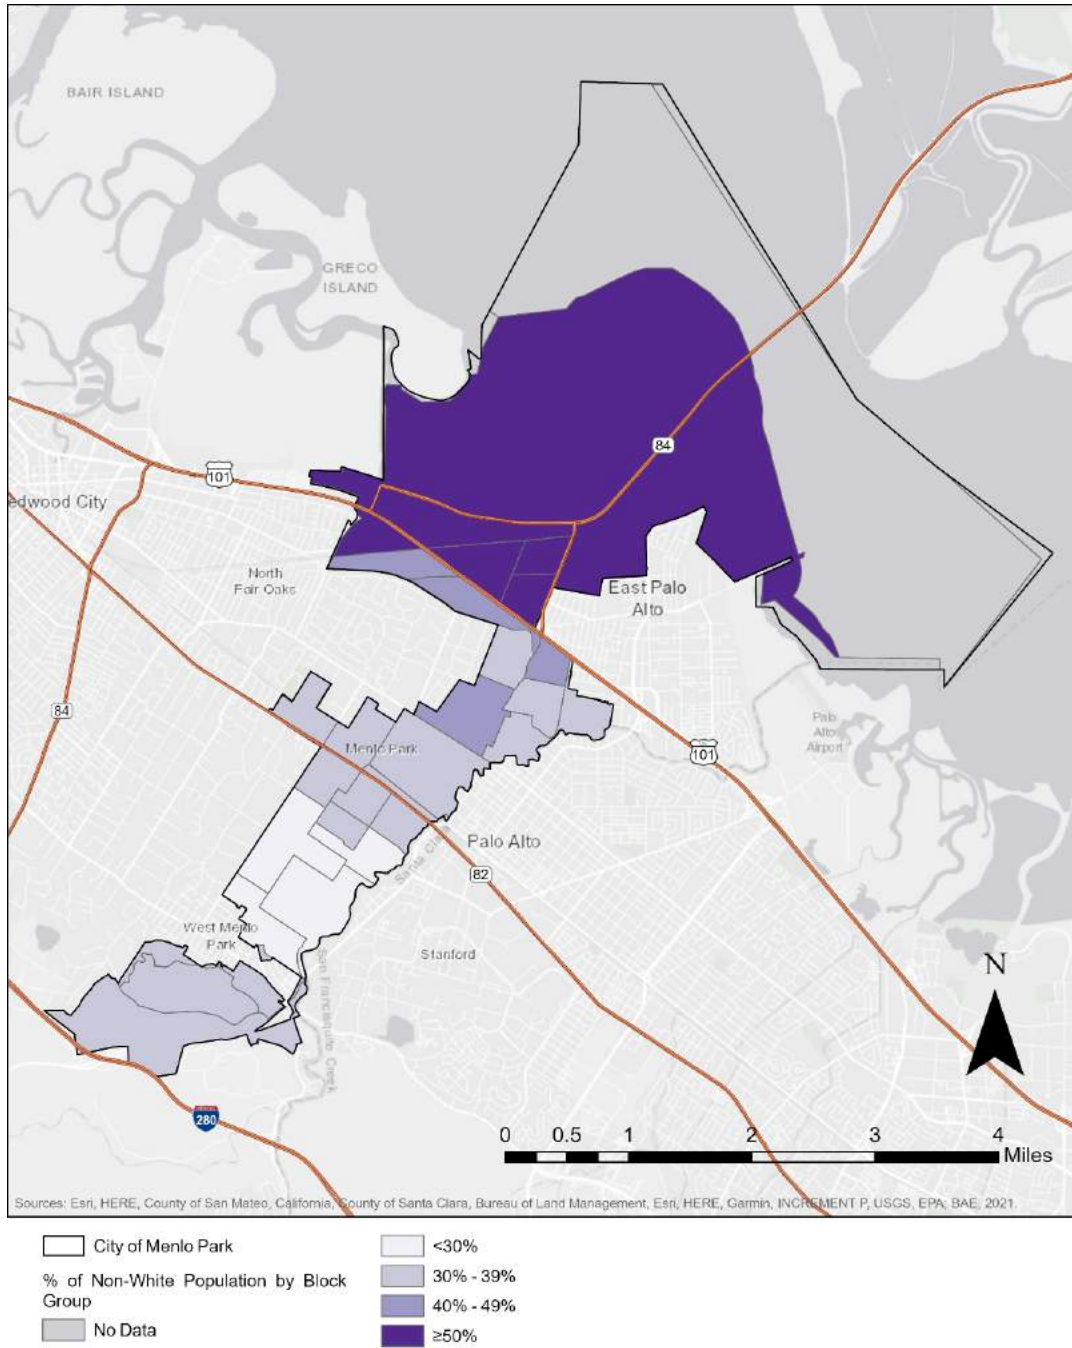 BAIR ISLAND
GRECO
ISLAND
84
101
edwood City
North
Fair Oaks
East Palo
Alto
84
Menlo Park
Palo
Alto
Airport
101
Palo Alto
Santa Cla
82
West Menlo
Park
Stanford
San Francisquito Creek
N
280
0 0.5 1 2 3 4
Miles
Sources: Esri, HERE, County of San Mateo, California, County of Santa Clara, Bureau of Land Management, Esri, HERE, Garmin, INCREMENT P, USGS, EPA; BAE, 2021.
City of Menlo Park
% of Non-White Population by Block
Group
No Data
<30%
30% - 39%
40% - 49%
≥50%